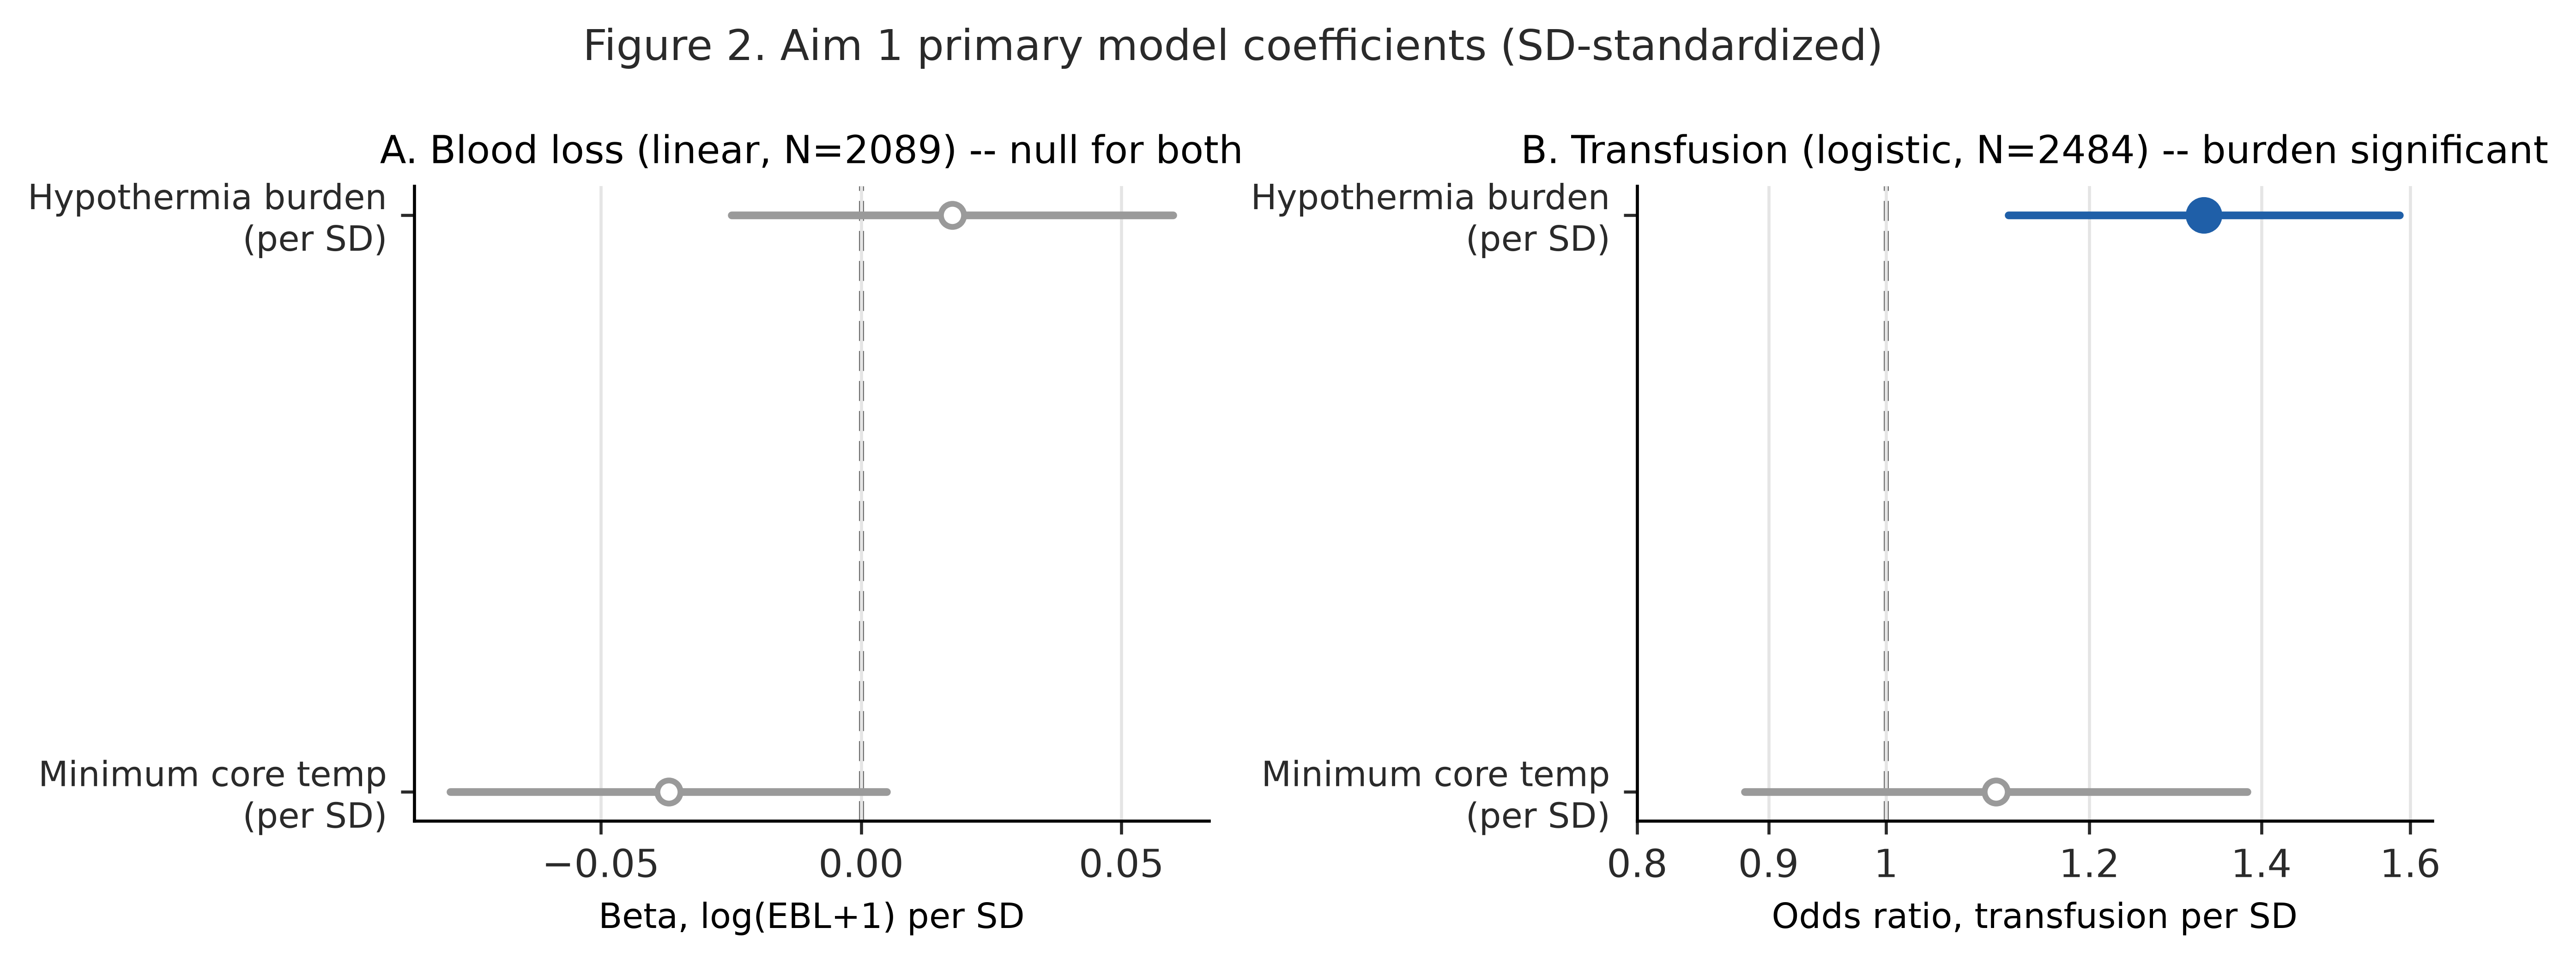 Figure 2. Aim 1 primary model coefficients (SD-standardized)
A. Blood loss (linear, N=2089) -- null for both
Hypothermia burden
(per SD)
Minimum core temp
(per SD)
−0.05
0.00
0.05
Beta, log(EBL+1) per SD
B. Transfusion (logistic, N=2484) -- burden significant
Hypothermia burden
(per SD)
Minimum core temp
(per SD)
0.8
0.9
1
1.2
1.4
1.6
Odds ratio, transfusion per SD